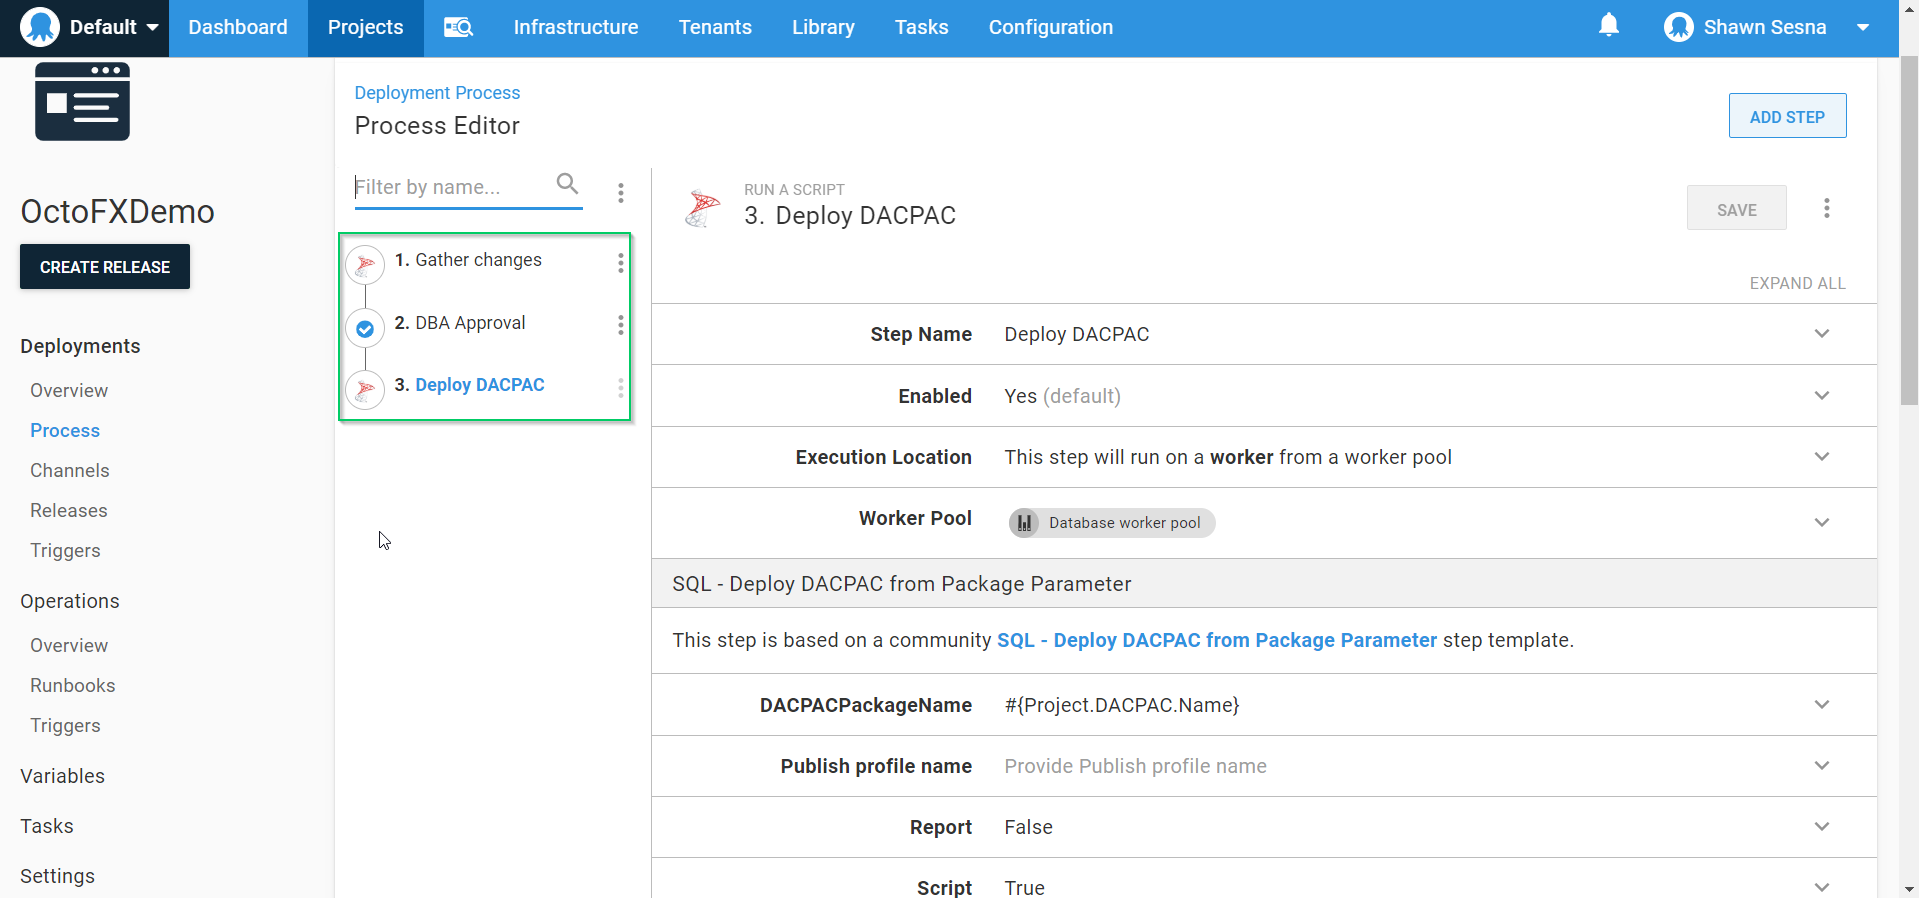 Default
Dashboard
Projects
Infrastructure
Tenants
Library
Tasks
Configuration
Shawn Sesna
OctoFXDemo
CREATE RELEASE
Deployments
Overview
Process
Channels
Releases
Triggers
Operations
Overview
Runbooks
Triggers
Variables
Tasks
Settings
Deployment Process
Process Editor
ADD STEP
Filter by name...
1. Gather changes
2. DBA Approval
3. Deploy DACPAC
RUN A SCRIPT
3. Deploy DACPAC
SAVE
EXPAND ALL
Step Name Deploy DACPAC
Enabled Yes (default)
Execution Location This step will run on a worker from a worker pool
Worker Pool Database worker pool
SQL - Deploy DACPAC from Package Parameter
This step is based on a community SQL - Deploy DACPAC from Package Parameter step template.
DACPACPackageName #{Project.DACPAC.Name}
Publish profile name Provide Publish profile name
Report False
Script True